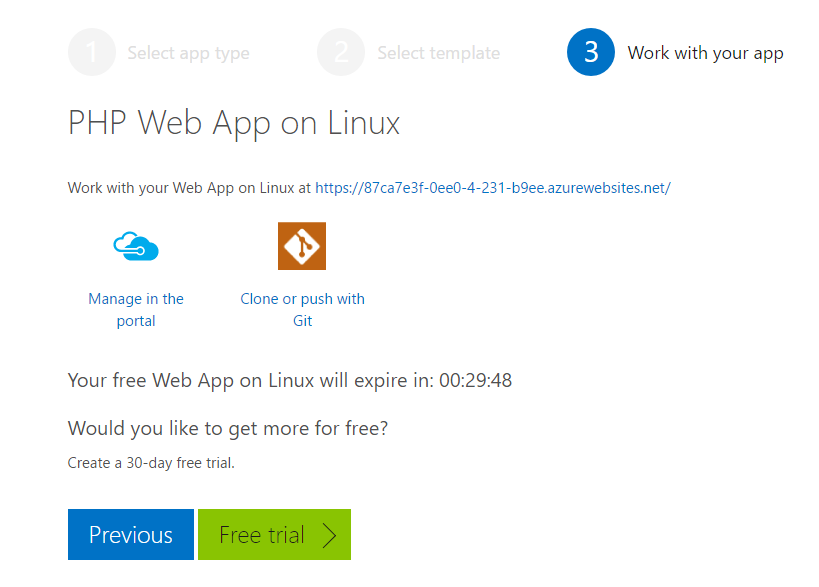 1 Select app type 2 Select template 3 Work with your app
PHP Web App on Linux
Work with your Web App on Linux at https://87ca7e3f-0ee0-4-231-b9ee.azurewebsites.net/
Manage in the
portal
Clone or push with
Git
Your free Web App on Linux will expire in: 00:29:48
Would you like to get more for free?
Create a 30-day free trial.
Previous Free trial